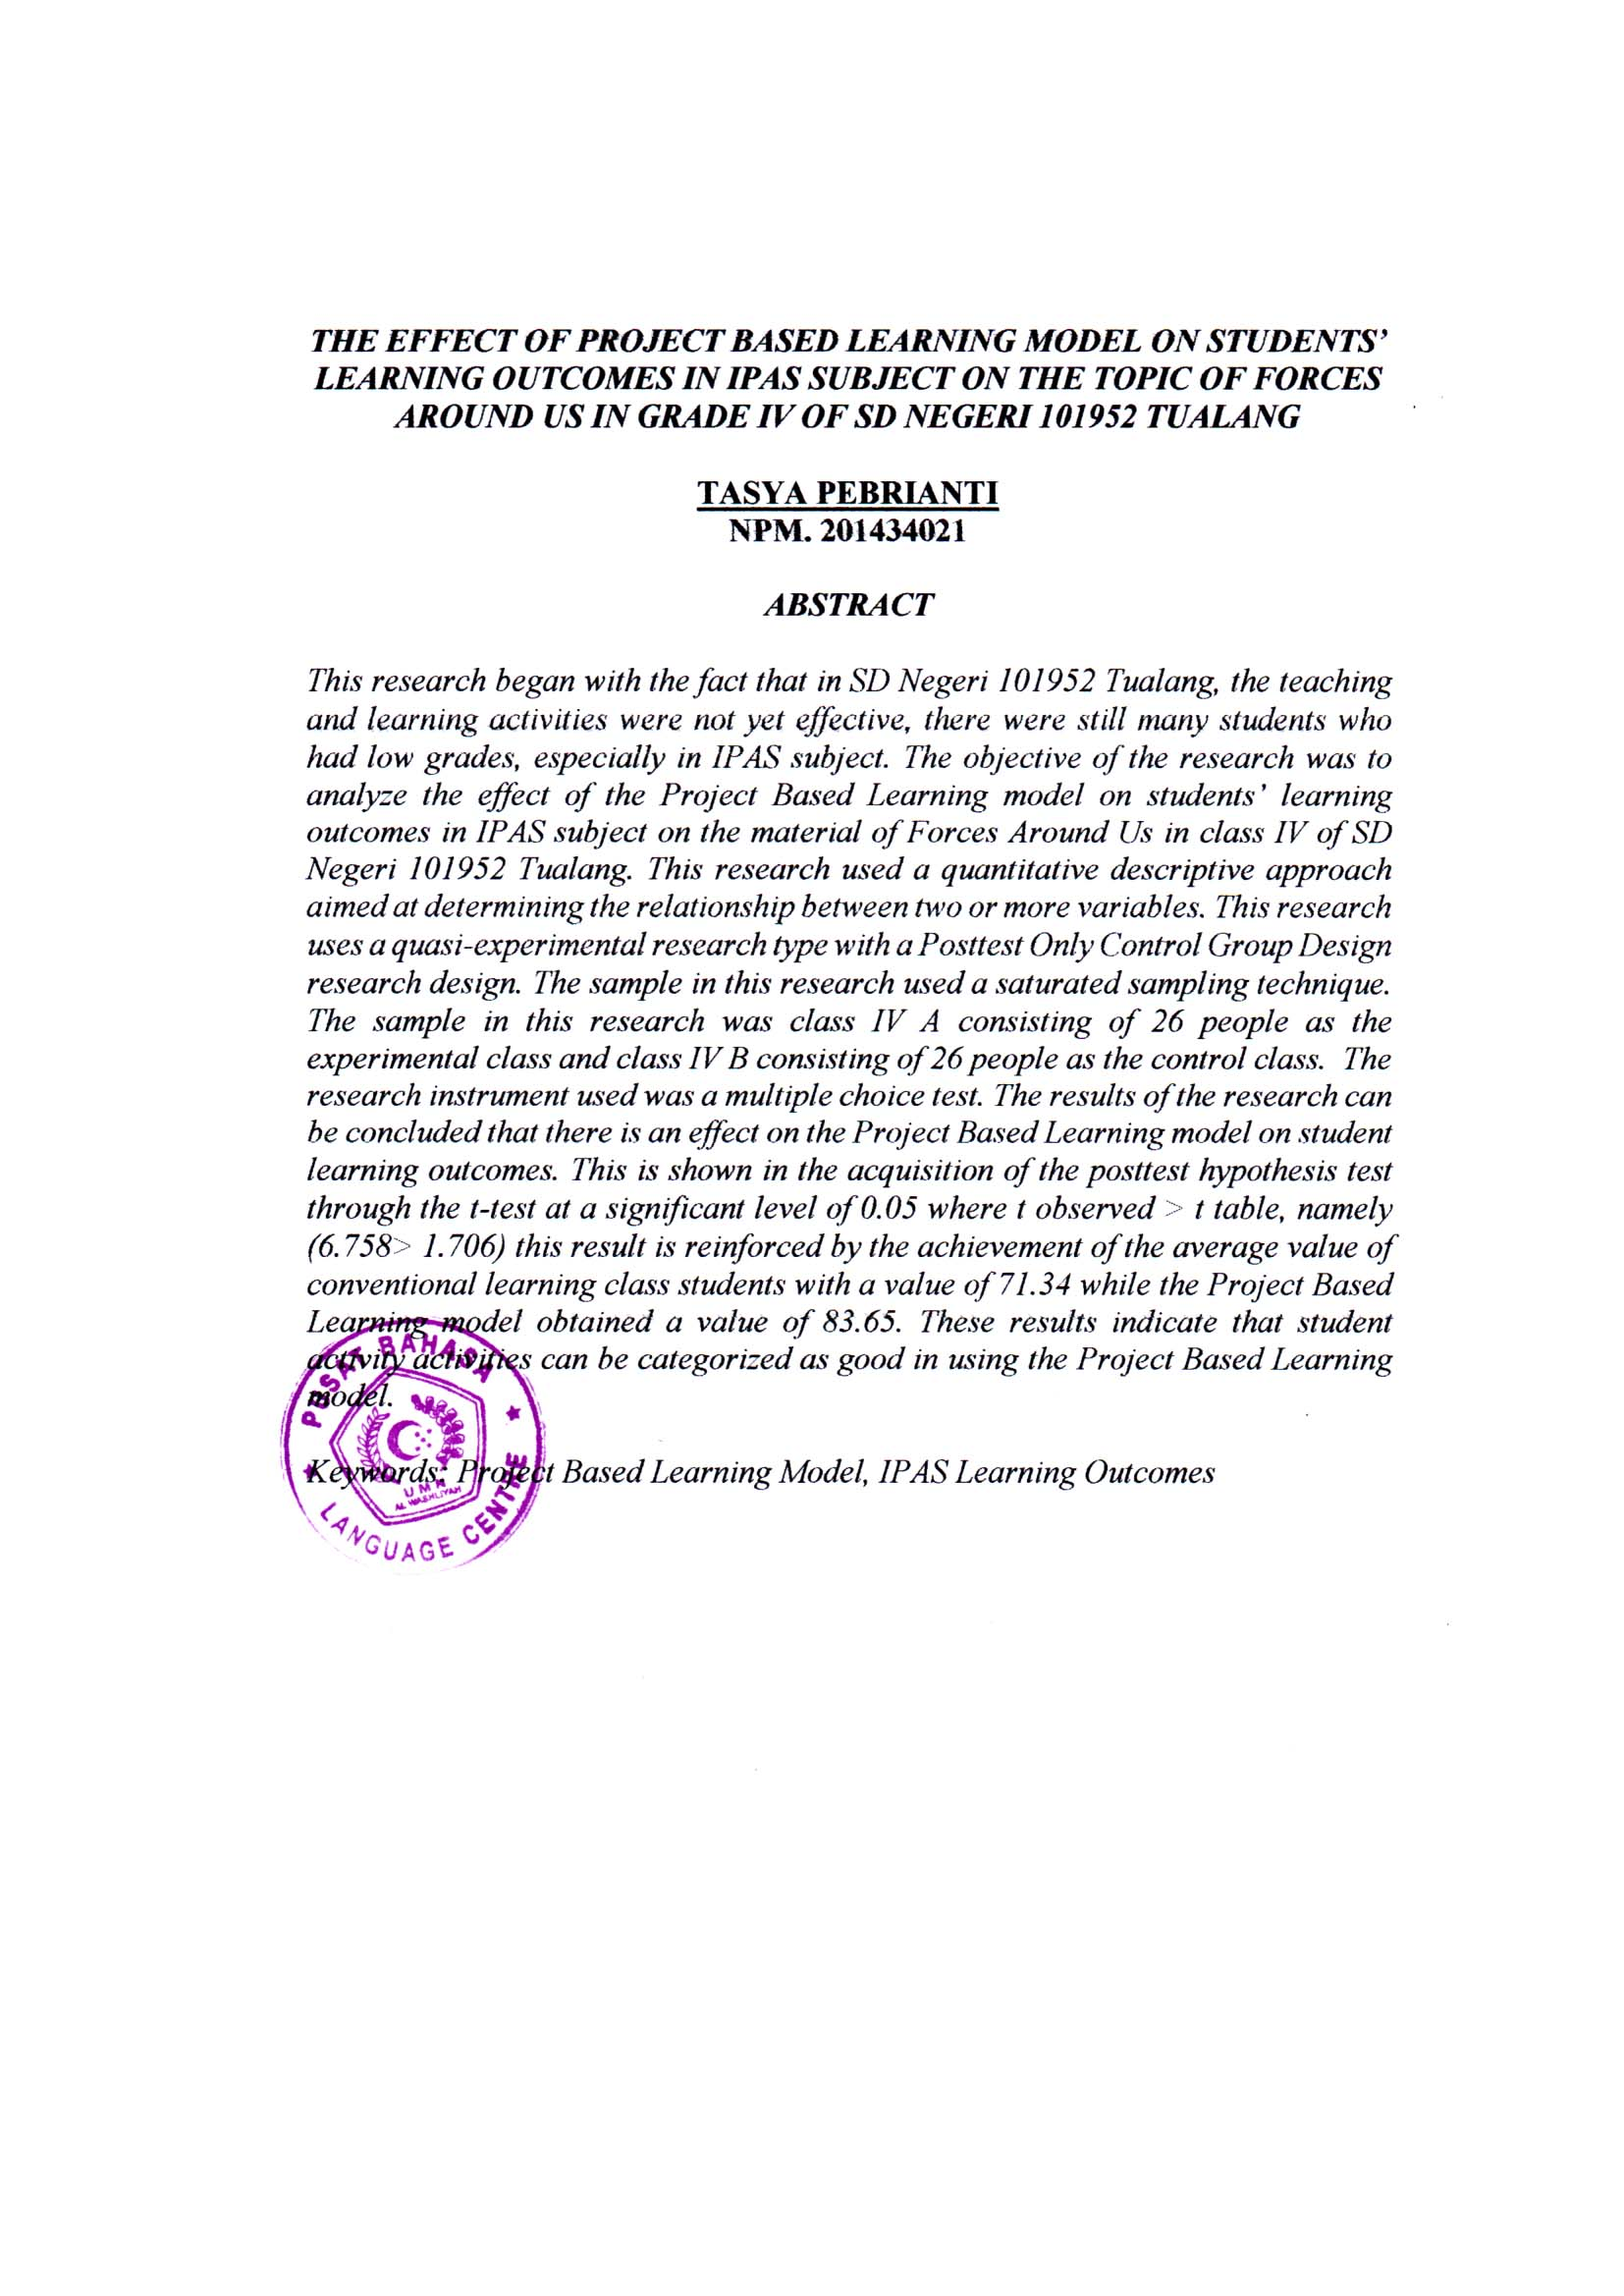 THE EFFECT OF PROJECT BASED LEARNING MODEL ON STUDENTS'
LEARNING OUTCOMES IN IPAS SUBJECT ON THE TOPIC OF FORCES
AROUND US IN GRADE IV OF SD NEGERI 101952 TUALANG
TASYA PEBRIANTI
NPM. 201434021
ABSTRACT
This research began with the fact that in SD Negeri 101952 Tualang, the teaching
and learning activities were not yet effective, there were still many students who
had low grades, especially in IPAS subject. The objective of the research was to
analyze the effect of the Project Based Learning model on students' learning
outcomes in IPAS subject on the material of Forces Around Us in class IV of SD
Negeri 101952 Tualang. This research used a quantitative descriptive approach
aimed at determining the relationship between two or more variables. This research
uses a quasi-experimental research type with a Posttest Only Control Group Design
research design. The sample in this research used a saturated sampling technique.
The sample in this research was class IV A consisting of 26 people as the
experimental class and class IV B consisting of 26 people as the control class. The
research instrument used was a multiple choice test. The results of the research can
be concluded that there is an effect on the Project Based Learning model on student
learning outcomes. This is shown in the acquisition of the posttest hypothesis test
through the t-test at a significant level of 0.05 where t observed > t table, namely
(6.758> 1.706) this result is reinforced by the achievement of the average value of
conventional learning class students with a value of 71.34 while the Project Based
Learning model obtained a value of 83.65. These results indicate that student
activity activities can be categorized as good in using the Project Based Learning
model.
Keywords: Project Based Learning Model, IPAS Learning Outcomes
PUSAT BAHASA
UMN
AL WASHLIYAH
LANGUAGE CENTRE